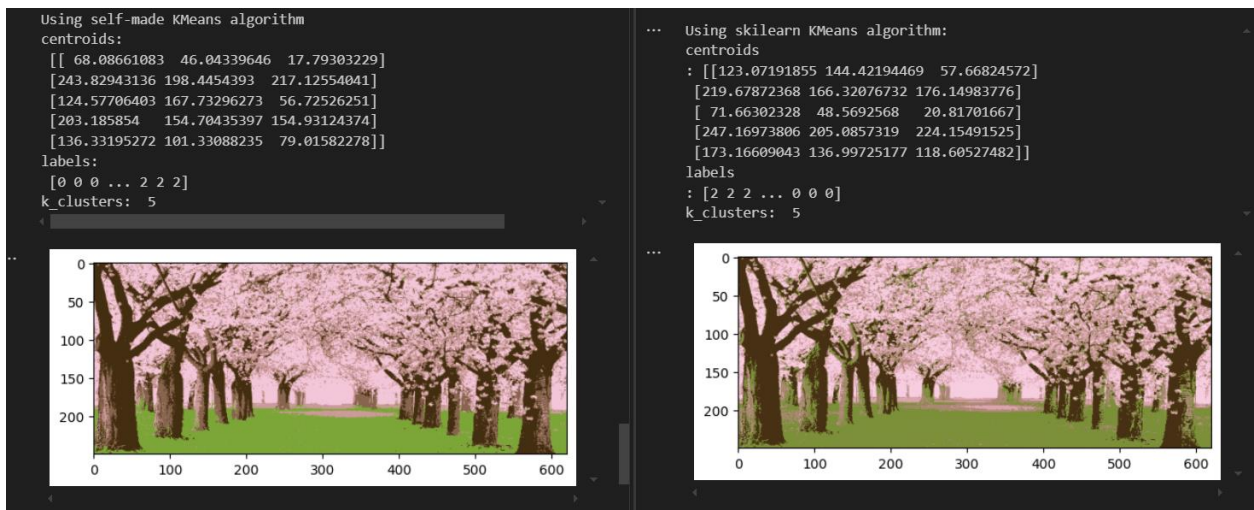 Using self-made KMeans algorithm
centroids:
[[ 68.08661083 46.04339646 17.79303229]
[243.82943136 198.4454393 217.12554041]
[124.57706403 167.73296273 56.72526251]
[203.185854 154.70435397 154.93124374]
[136.33195272 101.33088235 79.01582278]]
labels:
[0 0 0 ... 2 2 2]
k_clusters: 5
..
0
50
100
150
200
0 100 200 300 400 500 600
...
Using skilearn KMeans algorithm:
centroids
: [[123.07191855 144.42194469 57.66824572]
[219.67872368 166.32076732 176.14983776]
[ 71.66302328 48.5692568 20.81701667]
[247.16973806 205.0857319 224.15491525]
[173.16609043 136.99725177 118.60527482]]
labels
: [2 2 2 ... 0 0 0]
k_clusters: 5
...
0
50
100
150
200
0 100 200 300 400 500 600